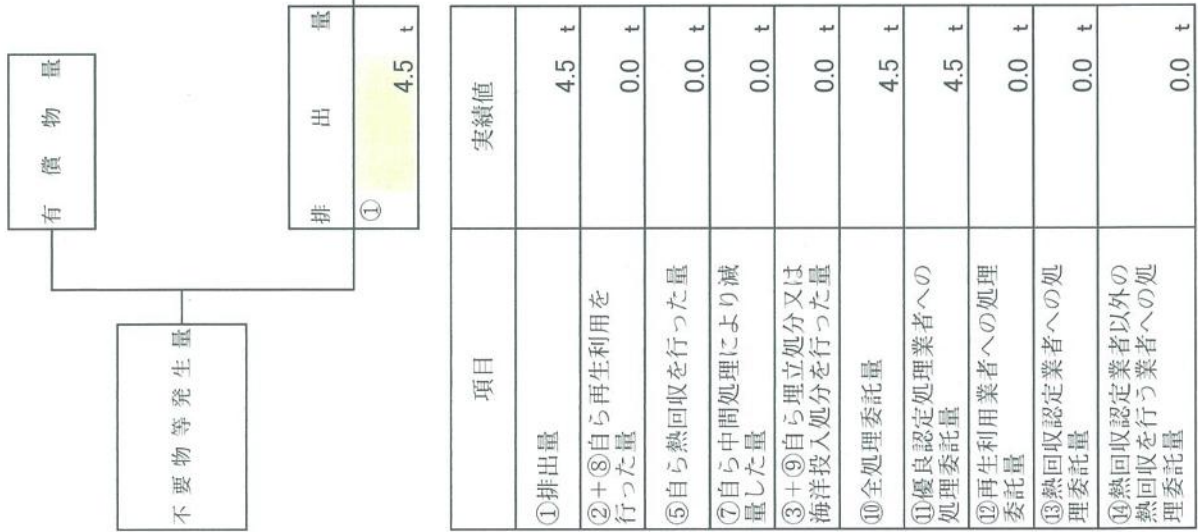 有償物量
不要物等発生量
排出量
①
4.5 t
項目 実績値
①排出量 4.5 t
②+⑧自ら再生利用を
行った量 0.0 t
⑤自ら熱回収を行った量 0.0 t
⑦自ら中間処理により減
量した量 0.0 t
③+⑨自ら埋立処分又は
海洋投入処分を行った量 0.0 t
⑩全処理委託量 4.5 t
⑪優良認定処理業者への
処理委託量 4.5 t
⑫再生利用業者への処理
委託量 0.0 t
⑬熱回収認定業者への処
理委託量 0.0 t
⑭熱回収認定業者以外の
熱回収を行う業者への処
理委託量 0.0 t